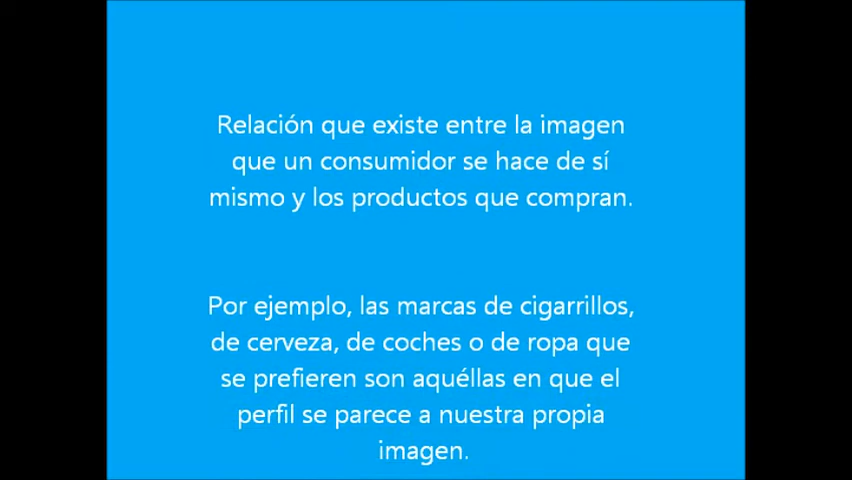 Relación que existe entre la imagen
que un consumidor se hace de sí
mismo y los productos que compran.
Por ejemplo, las marcas de cigarrillos,
de cerveza, de coches o de ropa que
se prefieren son aquéllas en que el
perfil se parece a nuestra propia
imagen.